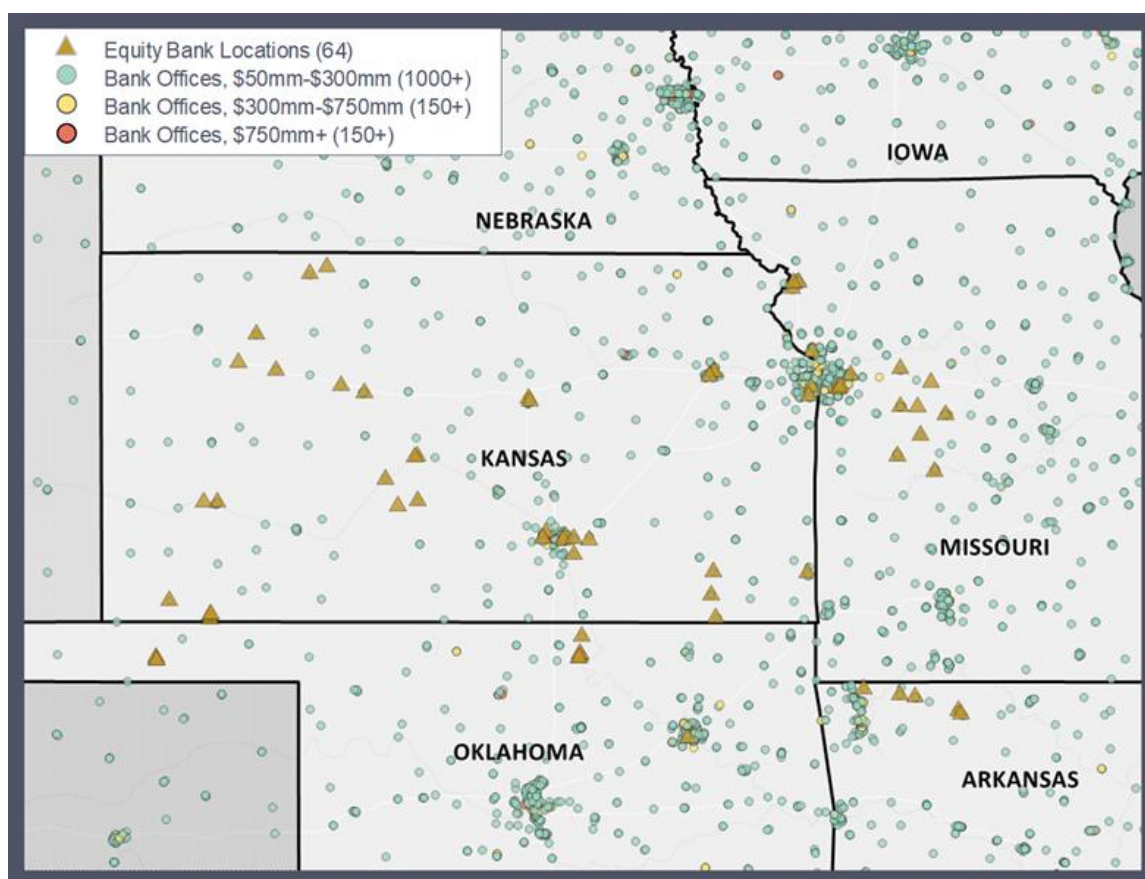 Equity Bank Locations (64)
Bank Offices, $50mm-$300mm (1000+)
Bank Offices, $300mm-$750mm (150+)
Bank Offices, $750mm+ (150+)
IOWA
NEBRASKA
KANSAS
MISSOURI
OKLAHOMA
ARKANSAS